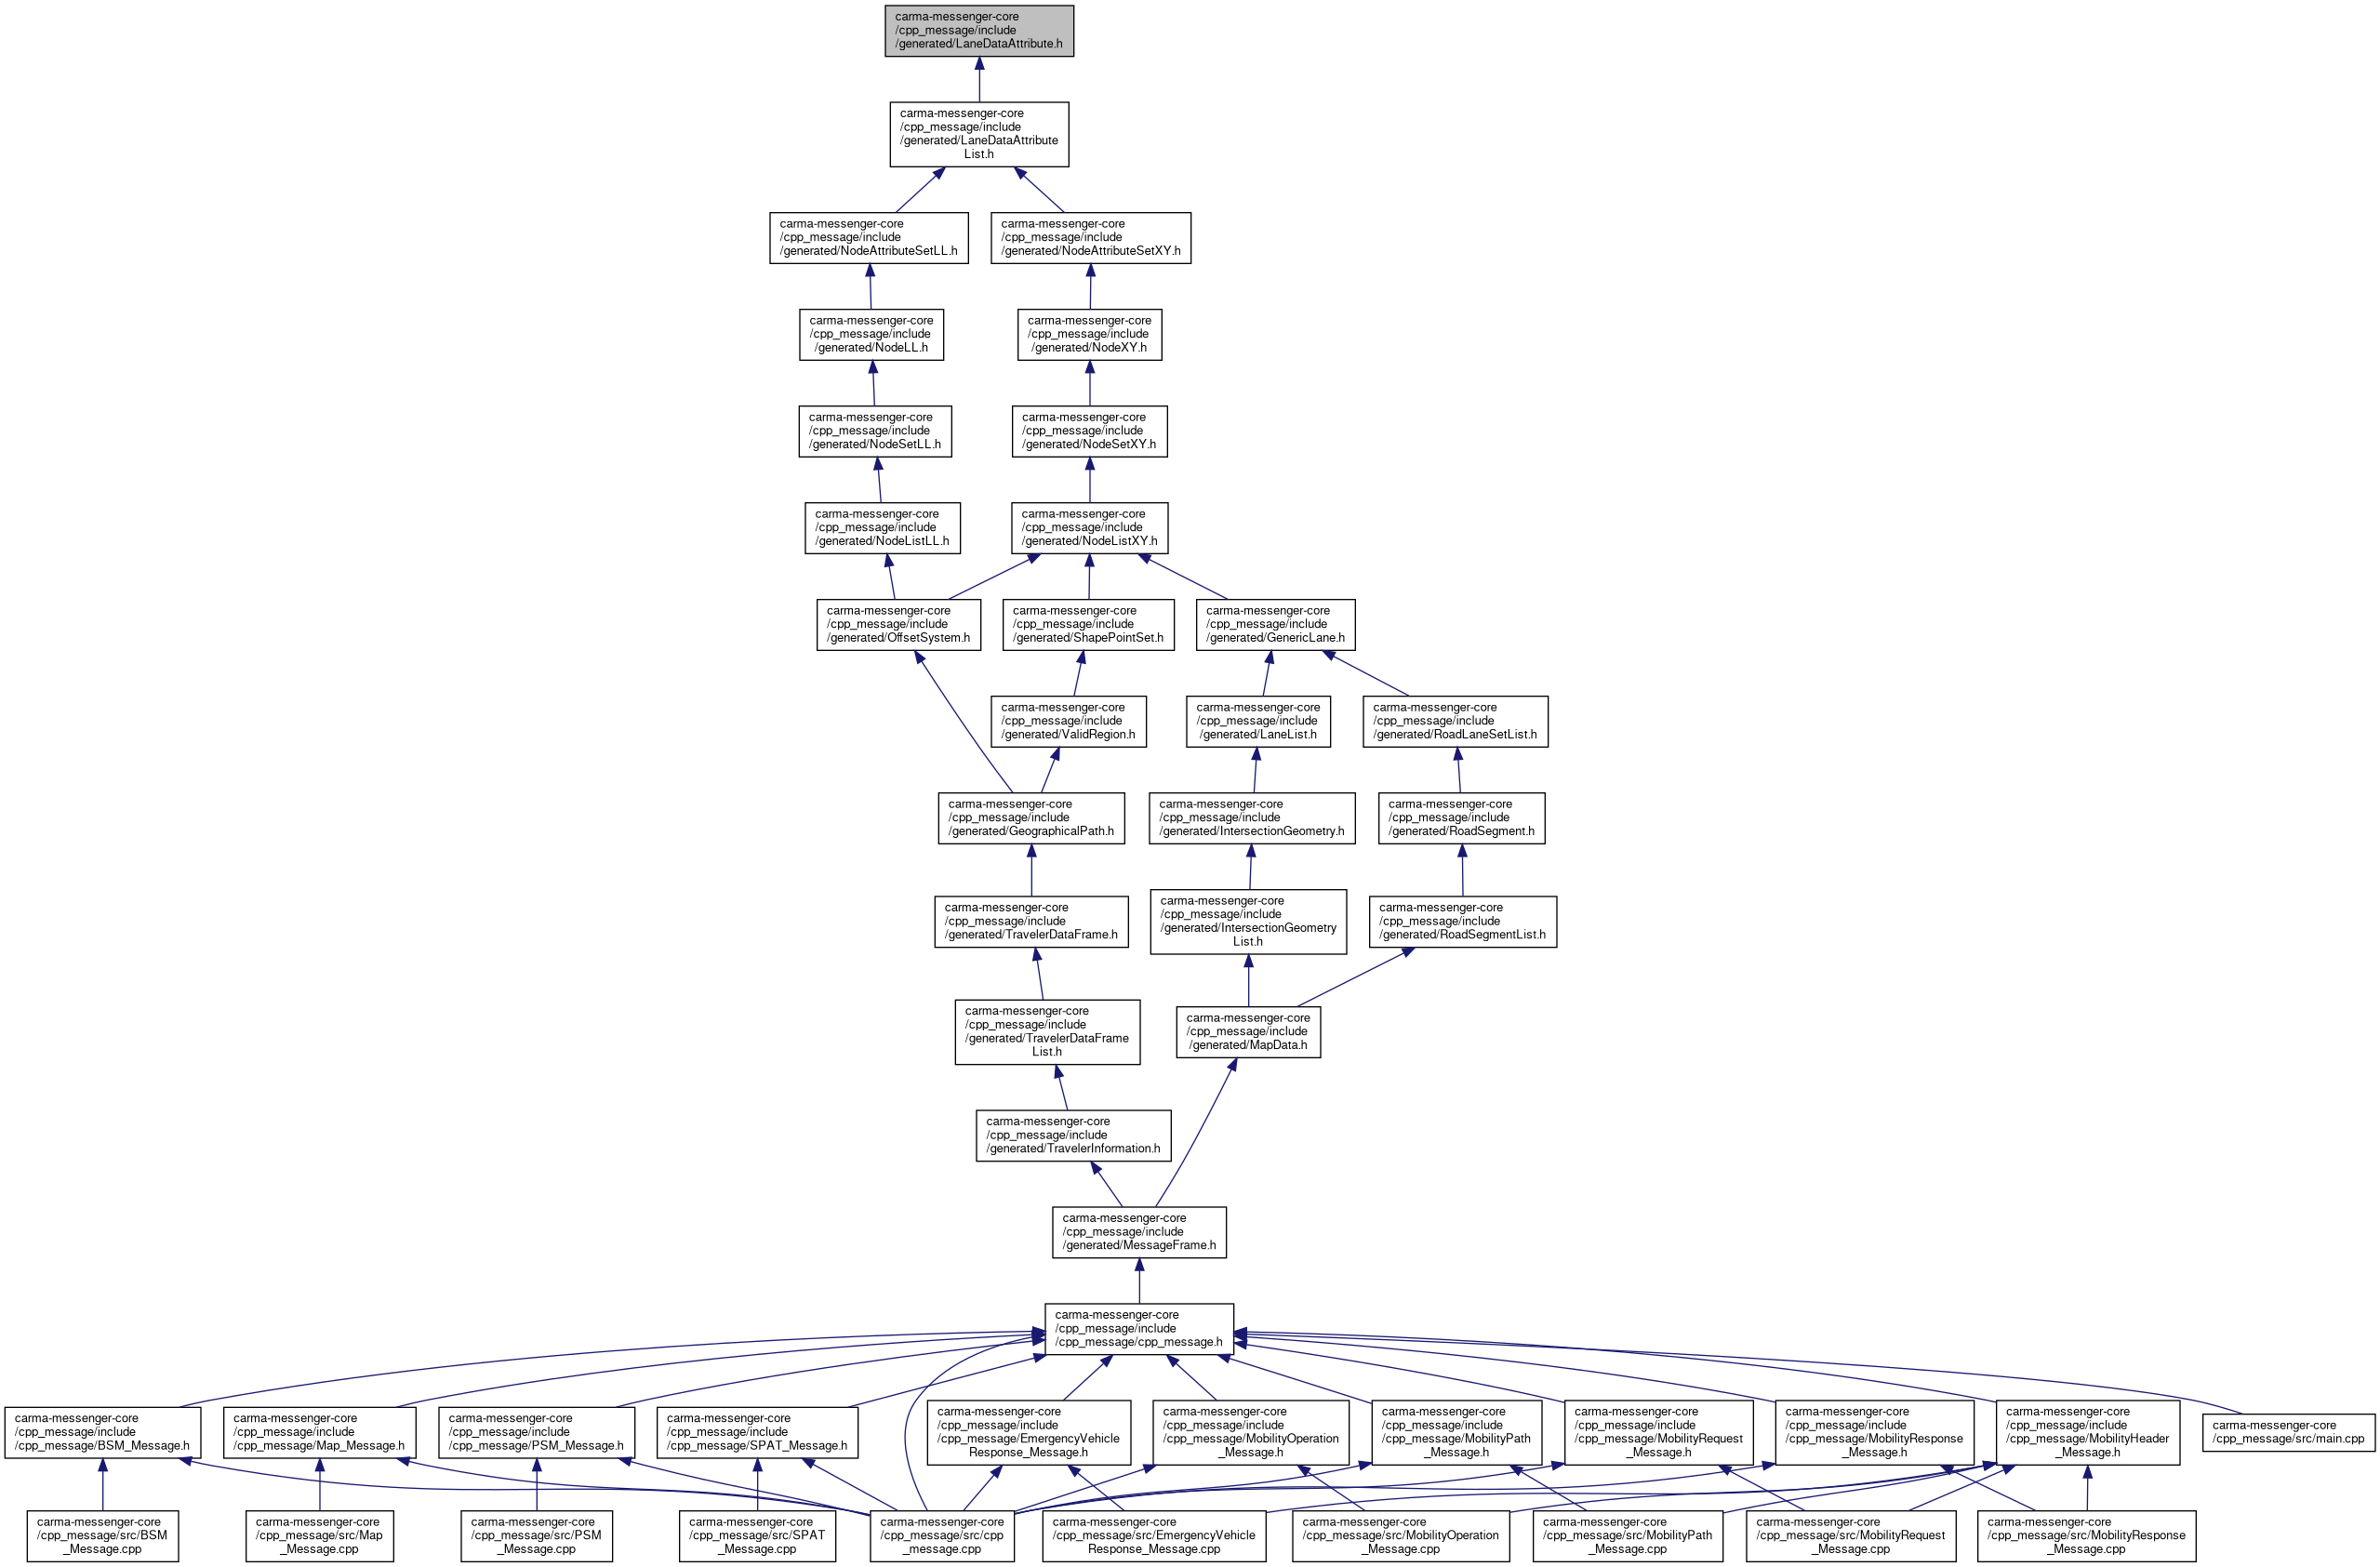 carma-messenger-core
/cpp_message/include
/generated/LaneDataAttribute.h
carma-messenger-core
/cpp_message/include
/generated/LaneDataAttribute
List.h
carma-messenger-core
/cpp_message/include
/generated/NodeAttributeSetLL.h
carma-messenger-core
/cpp_message/include
/generated/NodeAttributeSetXY.h
carma-messenger-core
/cpp_message/include
/generated/NodeLL.h
carma-messenger-core
/cpp_message/include
/generated/NodeXY.h
carma-messenger-core
/cpp_message/include
/generated/NodeSetLL.h
carma-messenger-core
/cpp_message/include
/generated/NodeSetXY.h
carma-messenger-core
/cpp_message/include
/generated/NodeListLL.h
carma-messenger-core
/cpp_message/include
/generated/NodeListXY.h
carma-messenger-core
/cpp_message/include
/generated/OffsetSystem.h
carma-messenger-core
/cpp_message/include
/generated/ShapePointSet.h
carma-messenger-core
/cpp_message/include
/generated/GenericLane.h
carma-messenger-core
/cpp_message/include
/generated/ValidRegion.h
carma-messenger-core
/cpp_message/include
/generated/LaneList.h
carma-messenger-core
/cpp_message/include
/generated/RoadLaneSetList.h
carma-messenger-core
/cpp_message/include
/generated/GeographicalPath.h
carma-messenger-core
/cpp_message/include
/generated/IntersectionGeometry.h
carma-messenger-core
/cpp_message/include
/generated/RoadSegment.h
carma-messenger-core
/cpp_message/include
/generated/TravelerDataFrame.h
carma-messenger-core
/cpp_message/include
/generated/IntersectionGeometry
List.h
carma-messenger-core
/cpp_message/include
/generated/RoadSegmentList.h
carma-messenger-core
/cpp_message/include
/generated/TravelerDataFrame
List.h
carma-messenger-core
/cpp_message/include
/generated/MapData.h
carma-messenger-core
/cpp_message/include
/generated/TravelerInformation.h
carma-messenger-core
/cpp_message/include
/generated/MessageFrame.h
carma-messenger-core
/cpp_message/include
/cpp_message/cpp_message.h
carma-messenger-core
/cpp_message/include
/cpp_message/BSM_Message.h
carma-messenger-core
/cpp_message/include
/cpp_message/Map_Message.h
carma-messenger-core
/cpp_message/include
/cpp_message/PSM_Message.h
carma-messenger-core
/cpp_message/include
/cpp_message/SPAT_Message.h
carma-messenger-core
/cpp_message/include
/cpp_message/EmergencyVehicle
Response_Message.h
carma-messenger-core
/cpp_message/include
/cpp_message/MobilityOperation
_Message.h
carma-messenger-core
/cpp_message/include
/cpp_message/MobilityPath
_Message.h
carma-messenger-core
/cpp_message/include
/cpp_message/MobilityRequest
_Message.h
carma-messenger-core
/cpp_message/include
/cpp_message/MobilityResponse
_Message.h
carma-messenger-core
/cpp_message/include
/cpp_message/MobilityHeader
_Message.h
carma-messenger-core
/cpp_message/src/main.cpp
carma-messenger-core
/cpp_message/src/BSM
_Message.cpp
carma-messenger-core
/cpp_message/src/Map
_Message.cpp
carma-messenger-core
/cpp_message/src/PSM
_Message.cpp
carma-messenger-core
/cpp_message/src/SPAT
_Message.cpp
carma-messenger-core
/cpp_message/src/cpp
_message.cpp
carma-messenger-core
/cpp_message/src/EmergencyVehicle
Response_Message.cpp
carma-messenger-core
/cpp_message/src/MobilityOperation
_Message.cpp
carma-messenger-core
/cpp_message/src/MobilityPath
_Message.cpp
carma-messenger-core
/cpp_message/src/MobilityRequest
_Message.cpp
carma-messenger-core
/cpp_message/src/MobilityResponse
_Message.cpp